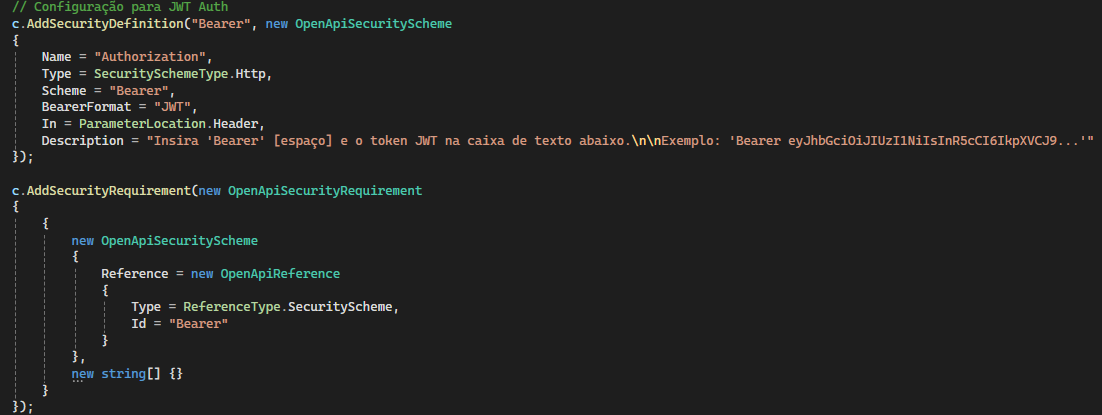 // Configuração para JWT Auth
c.AddSecurityDefinition("Bearer", new OpenApiSecurityScheme
{
    Name = "Authorization",
    Type = SecuritySchemeType.Http,
    Scheme = "Bearer",
    BearerFormat = "JWT",
    In = ParameterLocation.Header,
    Description = "Insira 'Bearer' [espaço] e o token JWT na caixa de texto abaixo.\n\nExemplo: 'Bearer eyJhbGciOiJIUzI1NiIsInR5cCI6IkpXVCJ9...'"
});

c.AddSecurityRequirement(new OpenApiSecurityRequirement
{
    {
        new OpenApiSecurityScheme
        {
            Reference = new OpenApiReference
            {
                Type = ReferenceType.SecurityScheme,
                Id = "Bearer"
            }
        },
        new string[] {}
    }
});